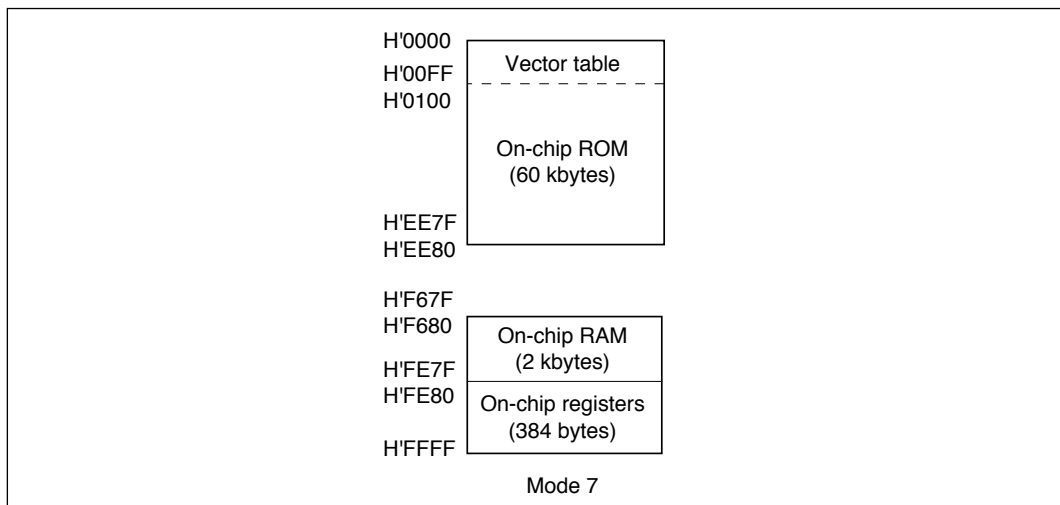 H'0000
Vector table
H'00FF
H'0100
On-chip ROM
(60 kbytes)
H'EE7F
H'EE80
H'F67F
H'F680
On-chip RAM
(2 kbytes)
H'FE7F
H'FE80
On-chip registers
(384 bytes)
H'FFFF
Mode 7